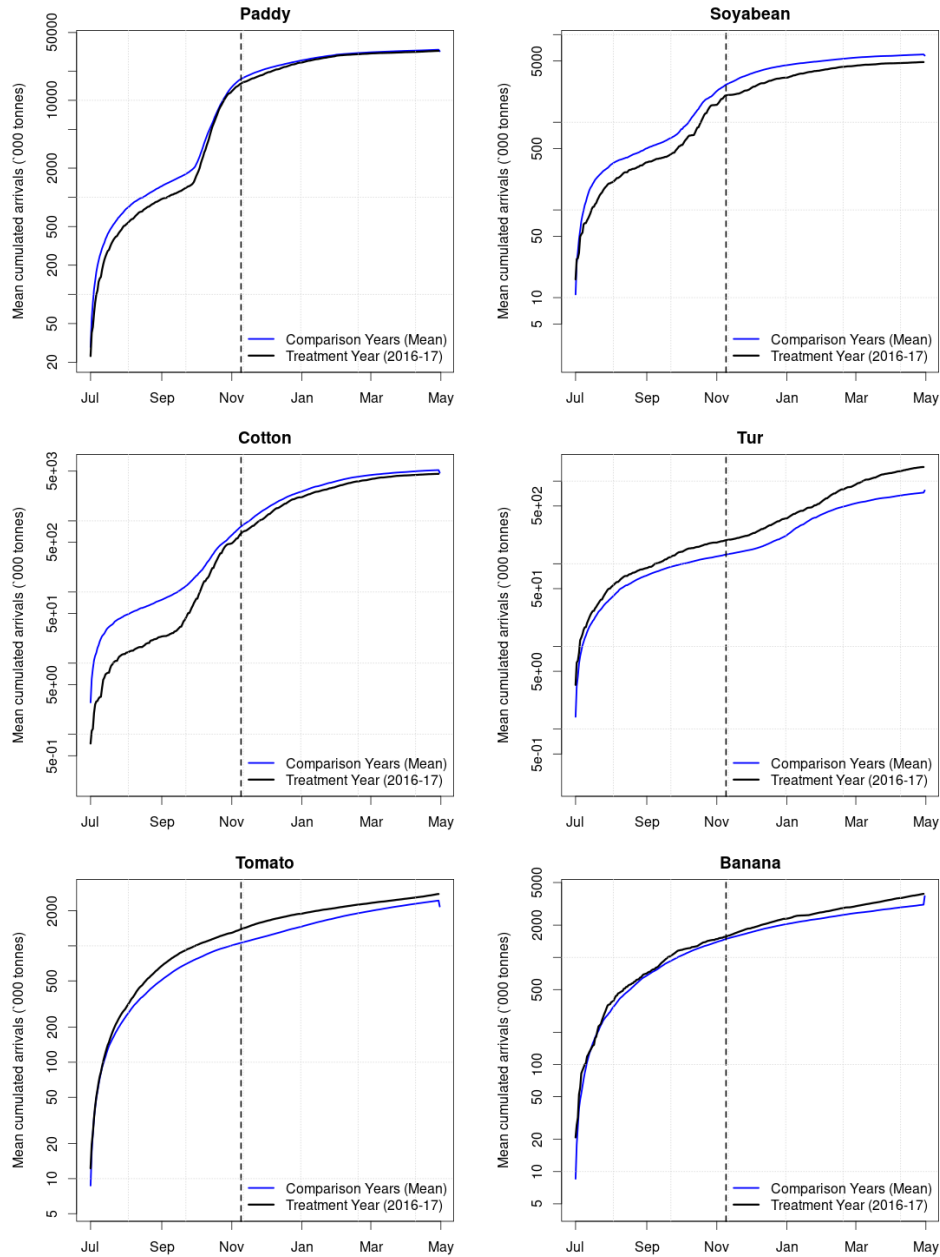 Paddy
Mean cumulated arrivals (`000 tonnes)
50000
10000
2000
500
200
50
20
Comparison Years (Mean)
Treatment Year (2016-17)
Jul Sep Nov Jan Mar May
Soyabean
Mean cumulated arrivals (`000 tonnes)
5000
500
50
10
5
Comparison Years (Mean)
Treatment Year (2016-17)
Jul Sep Nov Jan Mar May
Cotton
Mean cumulated arrivals (`000 tonnes)
5e+03
5e+02
5e+01
5e+00
5e-01
Comparison Years (Mean)
Treatment Year (2016-17)
Jul Sep Nov Jan Mar May
Tur
Mean cumulated arrivals (`000 tonnes)
5e+02
5e+01
5e+00
5e-01
Comparison Years (Mean)
Treatment Year (2016-17)
Jul Sep Nov Jan Mar May
Tomato
Mean cumulated arrivals (`000 tonnes)
2000
500
200
100
50
20
10
5
Comparison Years (Mean)
Treatment Year (2016-17)
Jul Sep Nov Jan Mar May
Banana
Mean cumulated arrivals (`000 tonnes)
5000
2000
500
100
50
20
10
5
Comparison Years (Mean)
Treatment Year (2016-17)
Jul Sep Nov Jan Mar May